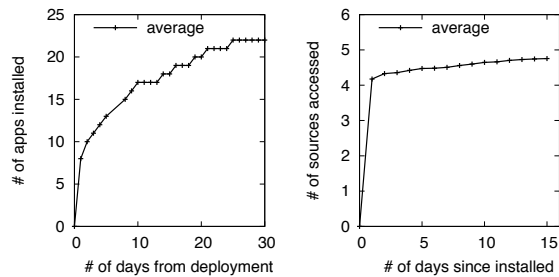 average
25
20
15
10
5
0
0 10 20 30
# of apps installed
# of days from deployment
average
6
5
4
3
2
1
0
0 5 10 15
# of sources accessed
# of days since installed